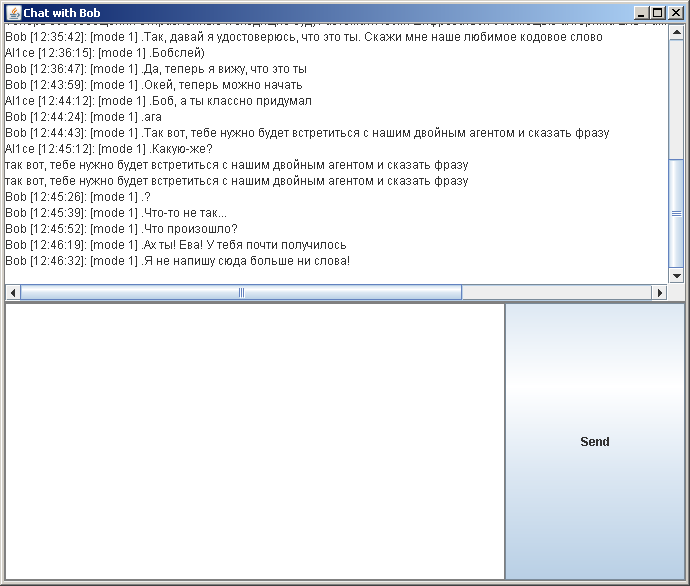 Chat with Bob
Bob [12:35:42]: [mode 1] .Так, давай я удостоверюсь, что это ты. Скажи мне наше любимое кодовое слово
Al1ce [12:36:15]: [mode 1] .Бобслей)
Bob [12:36:47]: [mode 1] .Да, теперь я вижу, что это ты
Bob [12:43:59]: [mode 1] .Окей, теперь можно начать
Al1ce [12:44:12]: [mode 1] .Боб, а ты классно придумал
Bob [12:44:24]: [mode 1] .ага
Bob [12:44:43]: [mode 1] .Так вот, тебе нужно будет встретиться с нашим двойным агентом и сказать фразу
Al1ce [12:45:12]: [mode 1] .Какую-же?
так вот, тебе нужно будет встретиться с нашим двойным агентом и сказать фразу
так вот, тебе нужно будет встретиться с нашим двойным агентом и сказать фразу
Bob [12:45:26]: [mode 1] .?
Bob [12:45:39]: [mode 1] .Что-то не так...
Bob [12:45:52]: [mode 1] .Что произошло?
Bob [12:46:19]: [mode 1] .Ах ты! Ева! У тебя почти получилось
Bob [12:46:32]: [mode 1] .Я не напишу сюда больше ни слова!
Send